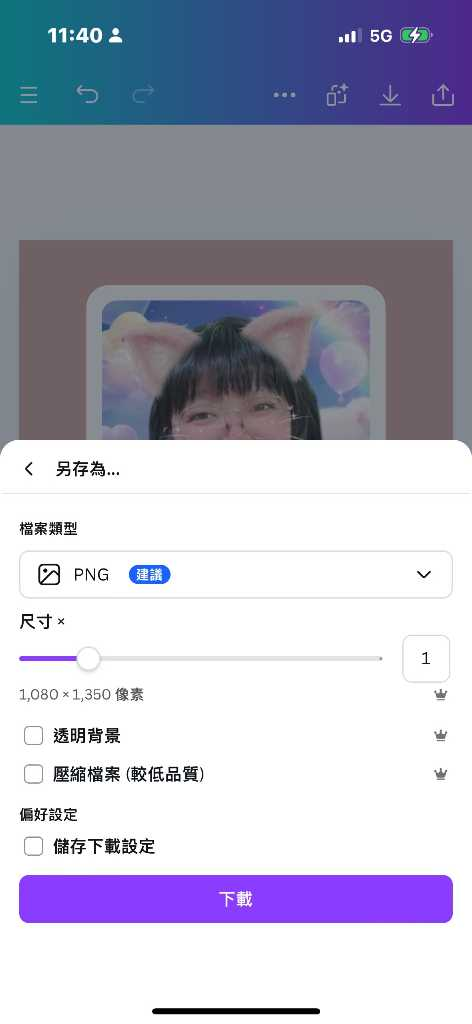 11:40
5G
另存為...
檔案類型
PNG 建議
尺寸 ×
1
1,080 × 1,350 像素
透明背景
壓縮檔案 (較低品質)
偏好設定
儲存下載設定
下載